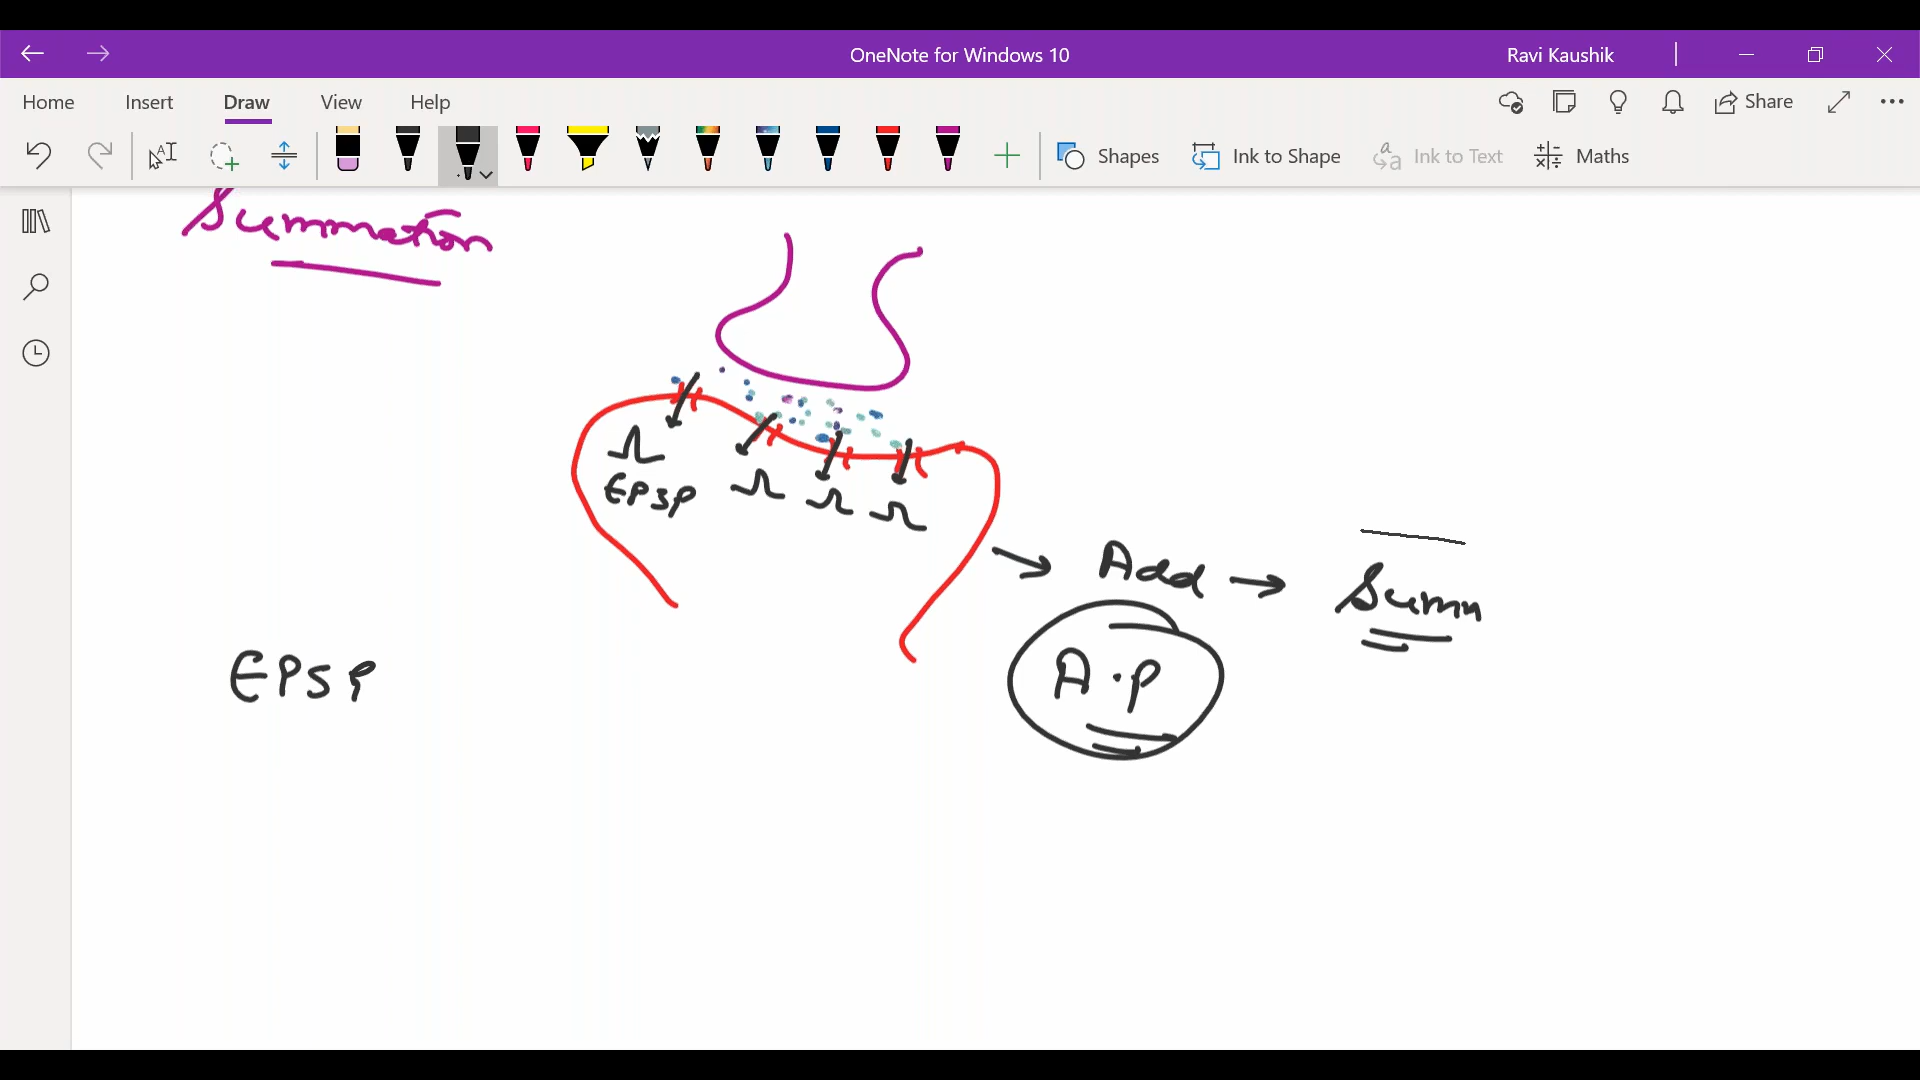 OneNote for Windows 10
Ravi Kaushik
Home Insert Draw View Help
Share
Shapes Ink to Shape Ink to Text Maths
Summation
EPSP
Add → Summ
A.P
EPSP